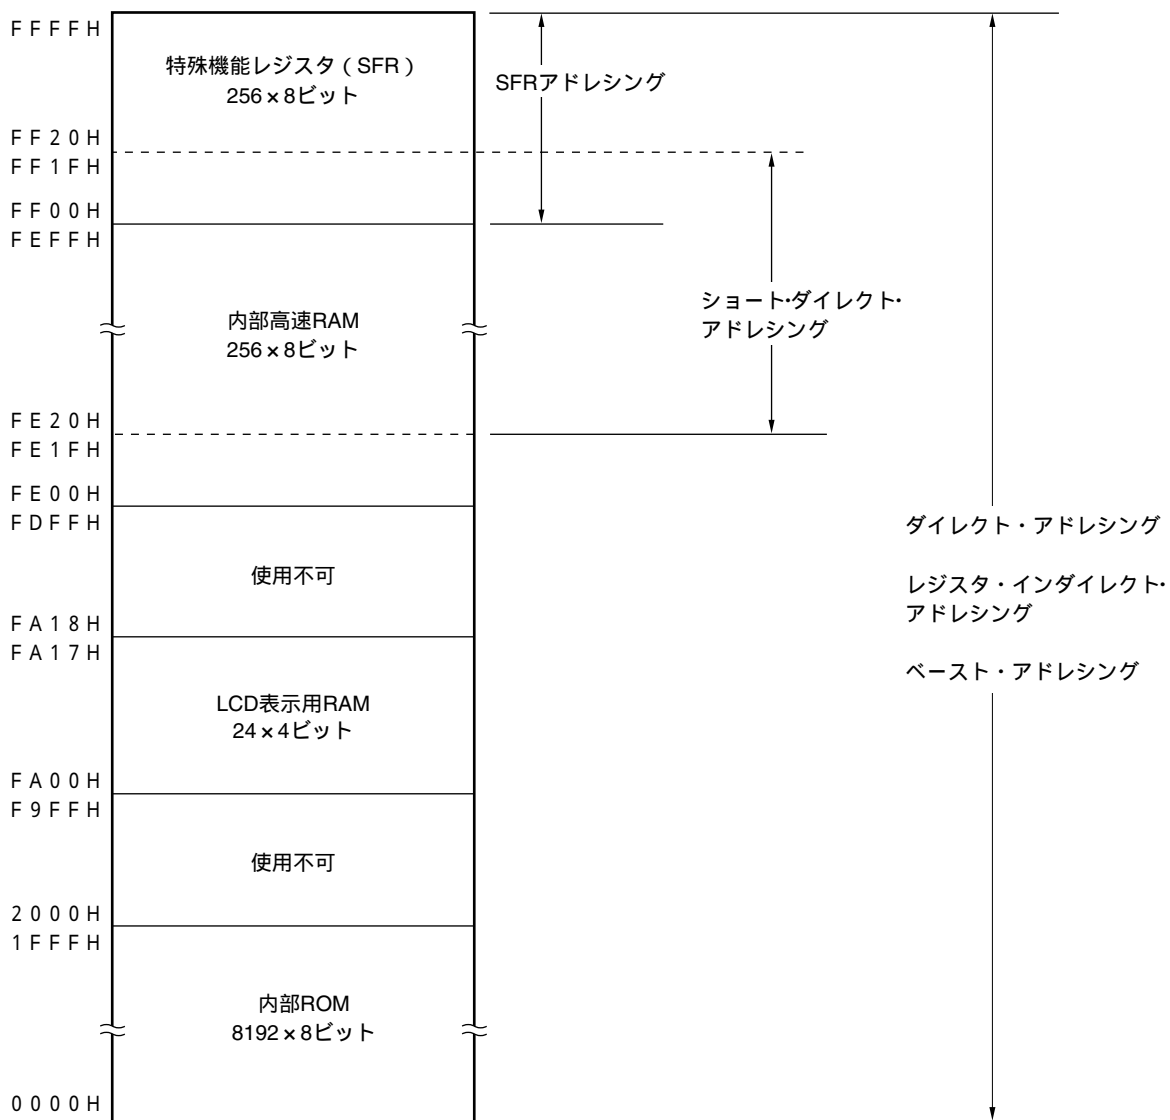 FFFFH
特殊機能レジスタ(SFR)
256×8ビット
SFRアドレシング
FF20H
FF1FH
FF00H
FEFFH
ショート・ダイレクト・
アドレシング
内部高速RAM
256×8ビット
FE20H
FE1FH
FE00H
FDFFH
使用不可
ダイレクト・アドレシング
レジスタ・インダイレクト・
アドレシング
ベースト・アドレシング
FA18H
FA17H
LCD表示用RAM
24×4ビット
FA00H
F9FFH
使用不可
2000H
1FFFH
内部ROM
8192×8ビット
0000H